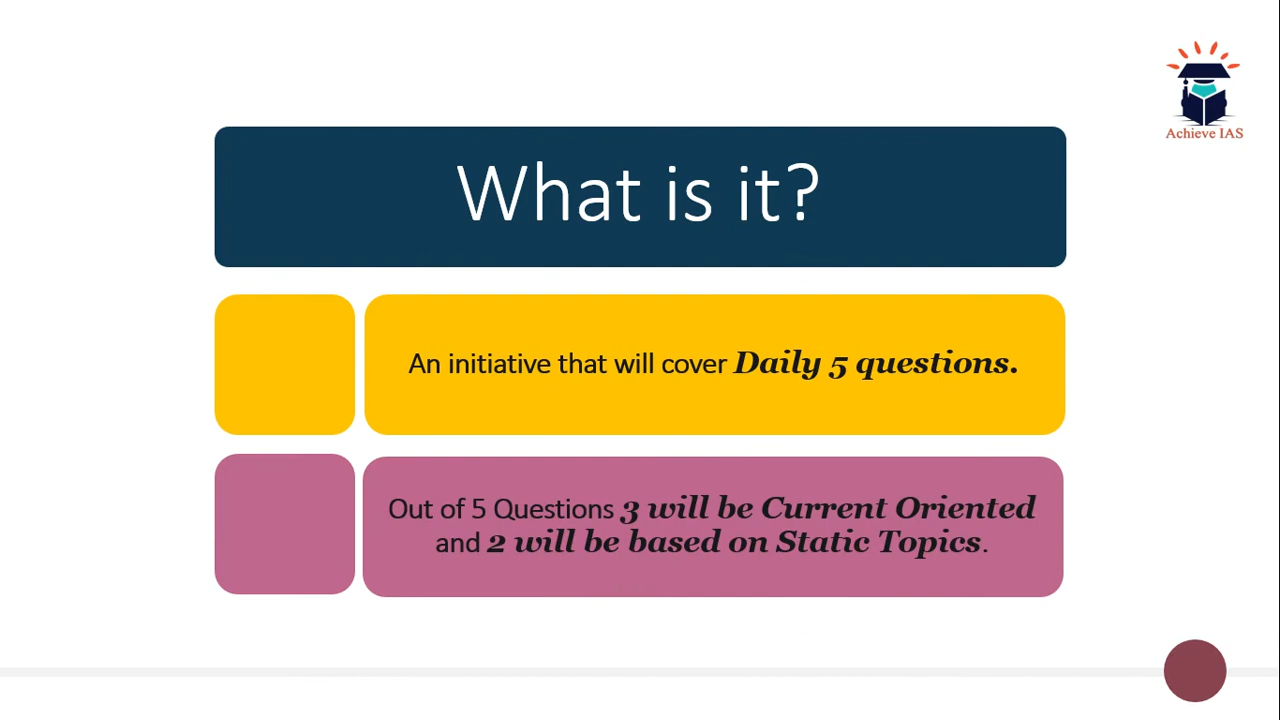 Achieve IAS
What is it?
An initiative that will cover Daily 5 questions.
Out of 5 Questions 3 will be Current Oriented
and 2 will be based on Static Topics.